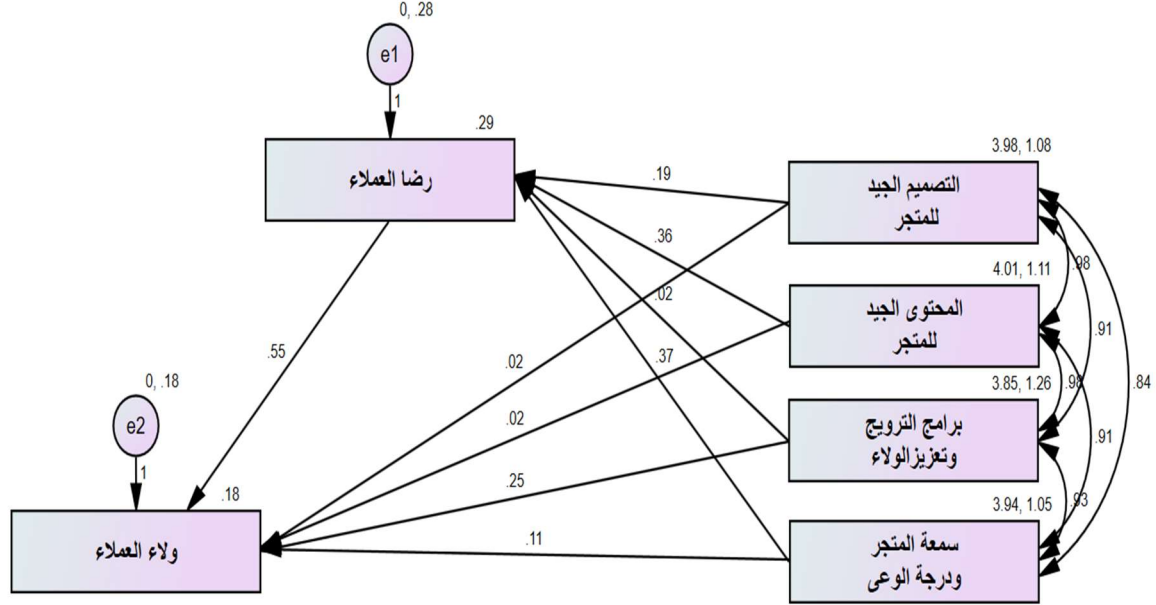 0, .28
e1
1
.29
رضا العملاء
3.98, 1.08
التصميم الجيد
للمتجر
.19
.36
4.01, 1.11
.98
المحتوى الجيد
للمتجر
.02
.91
.55
.02
.37
3.85, 1.26
.98
.84
0, .18
e2
1
.02
برامج الترويج
وتعزيزالولاء
.91
.25
.18
3.94, 1.05
.93
ولاء العملاء
.11
سمعة المتجر
ودرجة الوعى